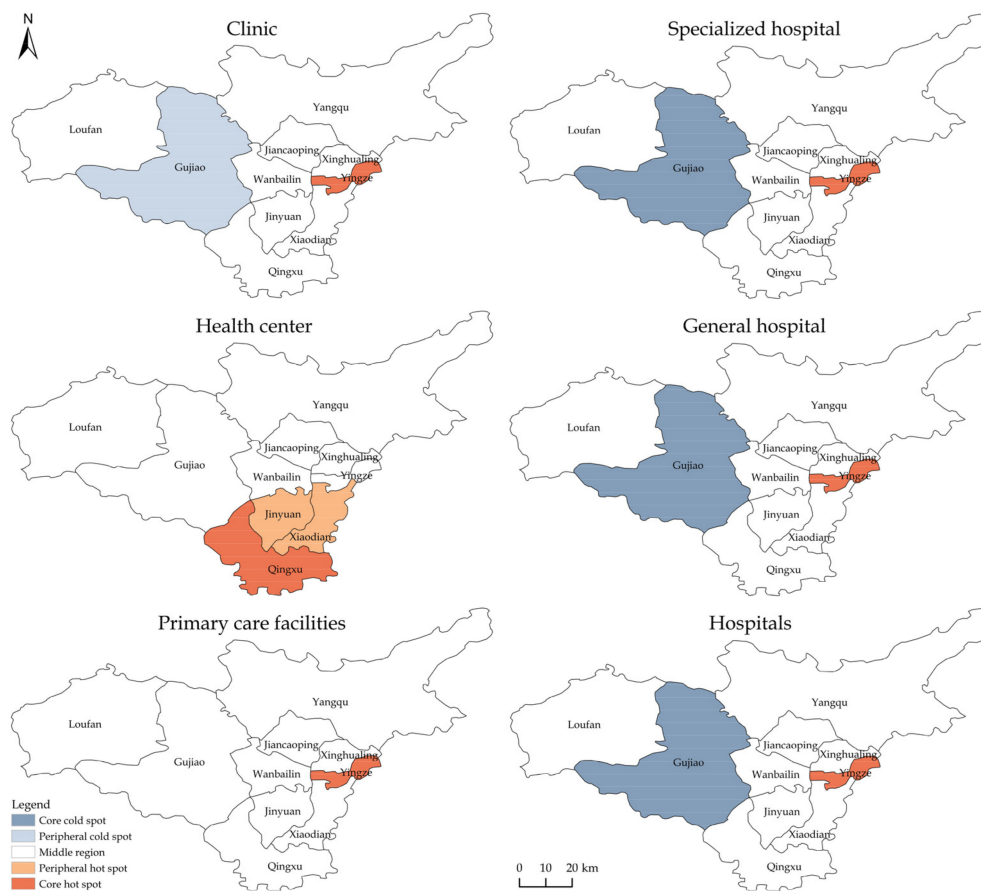 N
Clinic
Loufan
Yangqu
Gujiao
Jiancaoping
Xinghualing
Wanbailin
Yingze
Jinyuan
Xiaodian
Qingxu
Specialized hospital
Loufan
Yangqu
Gujiao
Jiancaoping
Xinghualing
Wanbailin
Yingze
Jinyuan
Xiaodian
Qingxu
Health center
Loufan
Yangqu
Gujiao
Jiancaoping
Xinghualing
Wanbailin
Yingze
Jinyuan
Xiaodian
Qingxu
General hospital
Loufan
Yangqu
Gujiao
Jiancaoping
Xinghualing
Wanbailin
Yingze
Jinyuan
Xiaodian
Qingxu
Primary care facilities
Loufan
Yangqu
Gujiao
Jiancaoping
Xinghualing
Wanbailin
Yingze
Jinyuan
Xiaodian
Qingxu
Legend
Core cold spot
Peripheral cold spot
Middle region
Peripheral hot spot
Core hot spot
Hospitals
Loufan
Yangqu
Gujiao
Jiancaoping
Xinghualing
Wanbailin
Yingze
Jinyuan
Xiaodian
Qingxu
0 20 km